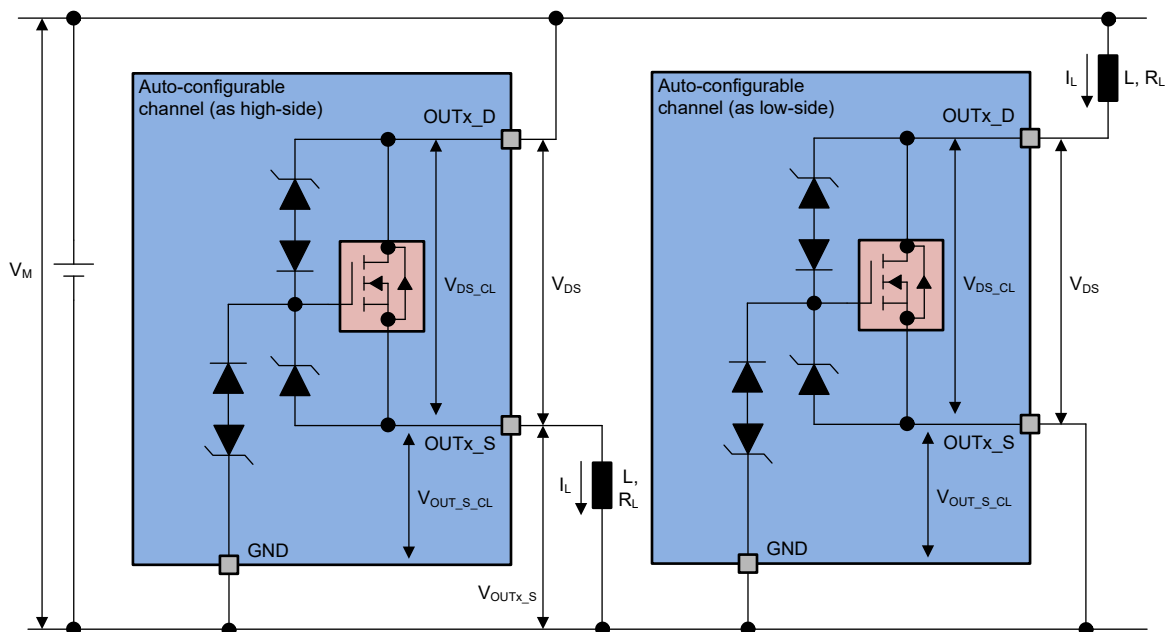 Auto-configurable
channel (as high-side)
OUTx_D
V_M
V_DS_CL
V_DS
OUTx_S
I_L
L,
R_L
V_OUT_S_CL
GND
V_OUTx_S
Auto-configurable
channel (as low-side)
OUTx_D
I_L
L, R_L
V_DS_CL
V_DS
OUTx_S
V_OUT_S_CL
GND